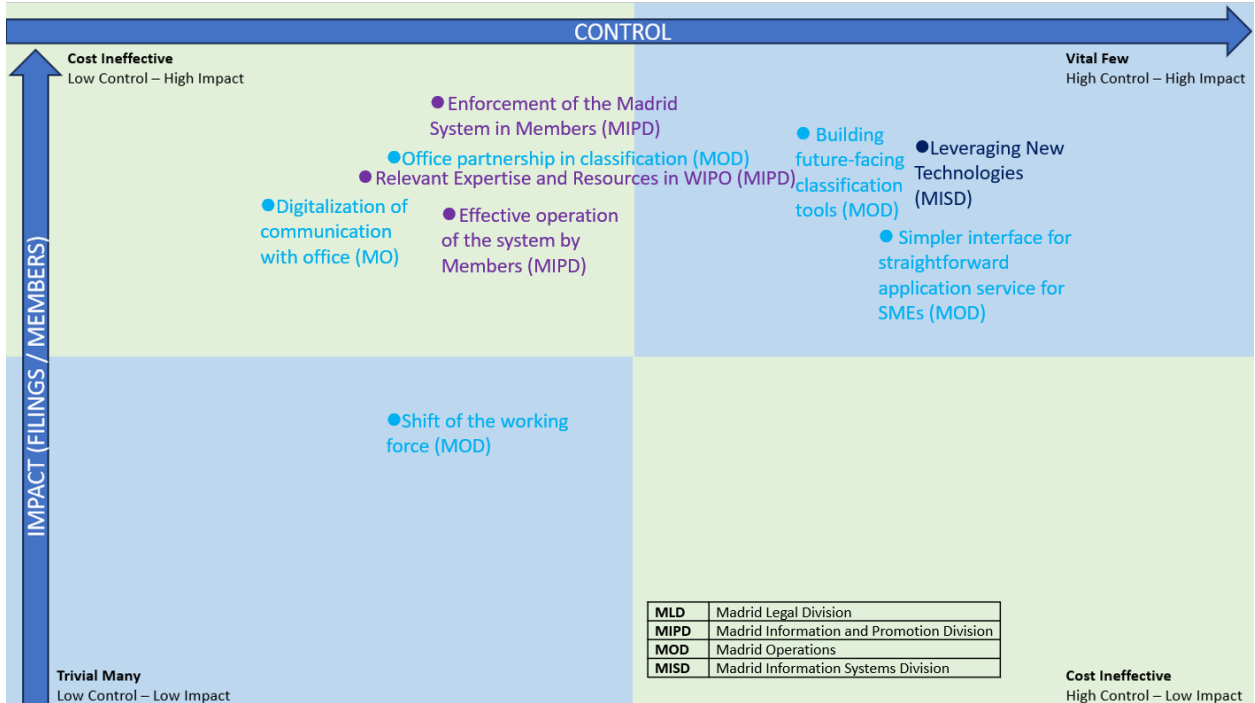 CONTROL
Cost Ineffective
Low Control – High Impact
Vital Few
High Control – High Impact
IMPACT (FILINGS / MEMBERS)
●Enforcement of the Madrid
System in Members (MIPD)
●Office partnership in classification (MOD)
●Relevant Expertise and Resources in WIPO (MIPD)
●Digitalization of
communication
with office (MO)
●Effective operation
of the system by
Members (MIPD)
● Building
future-facing
classification
tools (MOD)
●Leveraging New
Technologies
(MISD)
● Simpler interface for
straightforward
application service for
SMEs (MOD)
●Shift of the working
force (MOD)
MLD Madrid Legal Division
MIPD Madrid Information and Promotion Division
MOD Madrid Operations
MISD Madrid Information Systems Division
Trivial Many
Low Control – Low Impact
Cost Ineffective
High Control – Low Impact